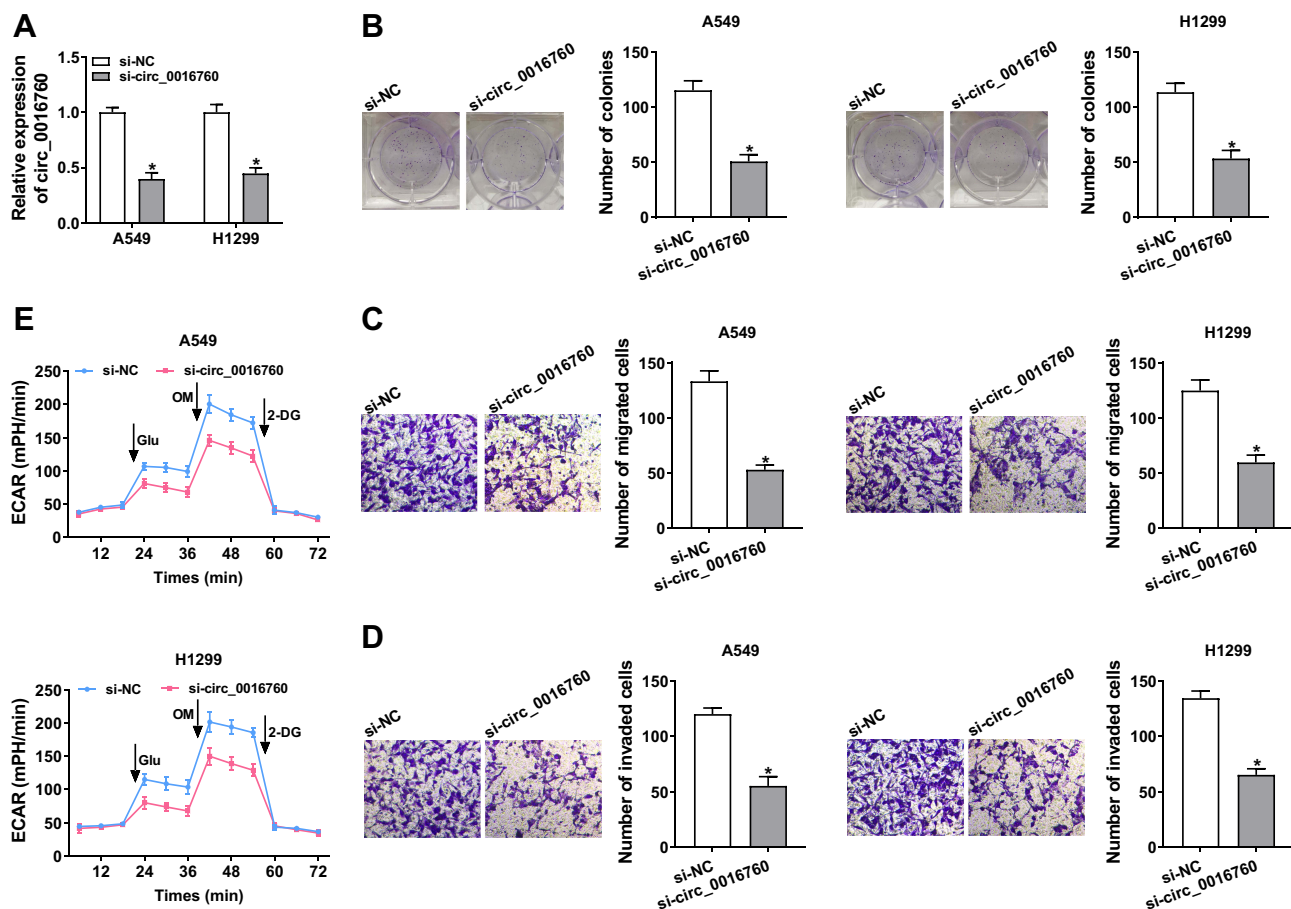 A
Relative expression
of circ_0016760
1.5
1.0
0.5
0.0
si-NC
si-circ_0016760
*
*
A549
H1299
B
si-NC
si-circ_0016760
A549
Number of colonies
150
100
50
0
*
si-NC
si-circ_0016760
si-NC
si-circ_0016760
H1299
Number of colonies
150
100
50
0
*
si-NC
si-circ_0016760
E
A549
si-NC
si-circ_0016760
ECAR (mPH/min)
250
200
150
100
50
0
Glu
OM
2-DG
12
24
36
48
60
72
Times (min)
H1299
si-NC
si-circ_0016760
ECAR (mPH/min)
250
200
150
100
50
0
Glu
OM
2-DG
12
24
36
48
60
72
Times (min)
C
si-NC
si-circ_0016760
A549
Number of migrated cells
150
100
50
0
*
si-NC
si-circ_0016760
si-NC
si-circ_0016760
H1299
Number of migrated cells
150
100
50
0
*
si-NC
si-circ_0016760
D
si-NC
si-circ_0016760
A549
Number of invaded cells
150
100
50
0
*
si-NC
si-circ_0016760
si-NC
si-circ_0016760
H1299
Number of invaded cells
150
100
50
0
*
si-NC
si-circ_0016760